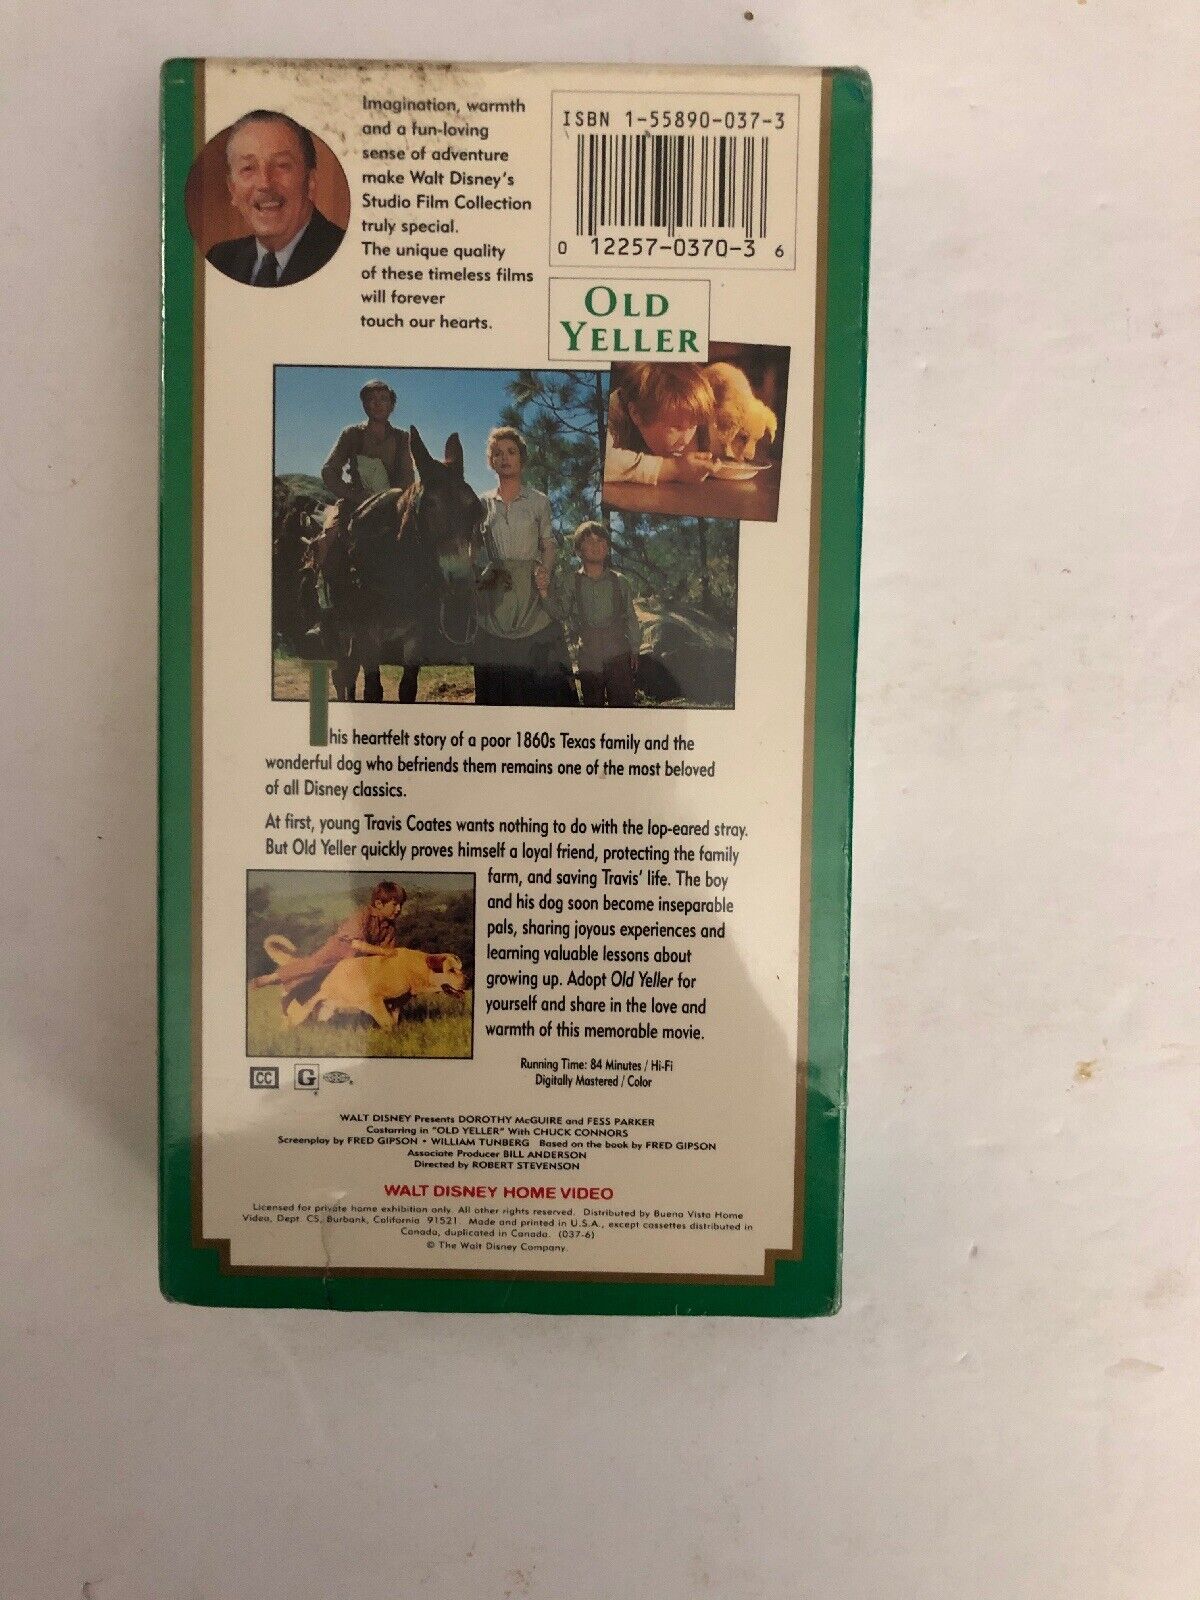 Imagination, warmth
and a fun-loving
sense of adventure
make Walt Disney's
Studio Film Collection
truly special.
The unique quality
of these timeless films
will forever
touch our hearts.
ISBN 1-55890-037-3
0 12257-0370-3 6
OLD
YELLER
This heartfelt story of a poor 1860s Texas family and the
wonderful dog who befriends them remains one of the most beloved
of all Disney classics.
At first, young Travis Coates wants nothing to do with the lop-eared stray.
But Old Yeller quickly proves himself a loyal friend, protecting the family
farm, and saving Travis' life. The boy
and his dog soon become inseparable
pals, sharing joyous experiences and
learning valuable lessons about
growing up. Adopt Old Yeller for
yourself and share in the love and
warmth of this memorable movie.
Running Time: 84 Minutes / Hi-Fi
Digitally Mastered / Color
CC G
WALT DISNEY Presents DOROTHY McGUIRE and FESS PARKER
Costarring in "OLD YELLER" With CHUCK CONNORS
Screenplay by FRED GIPSON • WILLIAM TUNBERG Based on the book by FRED GIPSON
Associate Producer BILL ANDERSON
Directed by ROBERT STEVENSON
WALT DISNEY HOME VIDEO
Licensed for private home exhibition only. All other rights reserved. Distributed by Buena Vista Home
Video, Dept. CS, Burbank, California 91521. Made and printed in U.S.A., except cassettes distributed in
Canada, duplicated in Canada. (037-6)
© The Walt Disney Company.